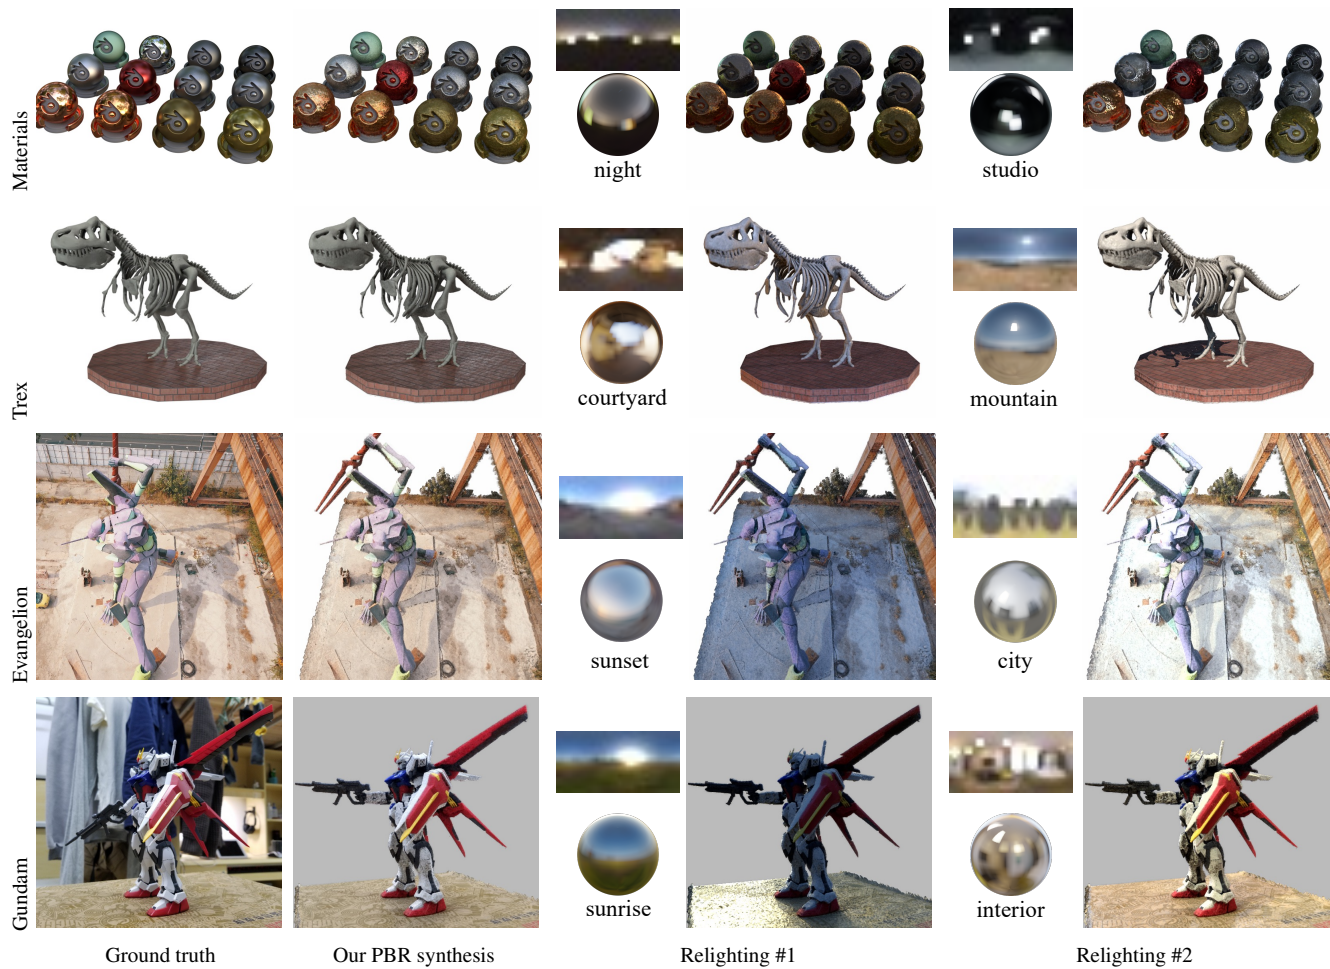 Materials
night
studio
Trex
courtyard
mountain
Evangelion
sunset
city
Gundam
sunrise
interior
Ground truth
Our PBR synthesis
Relighting #1
Relighting #2